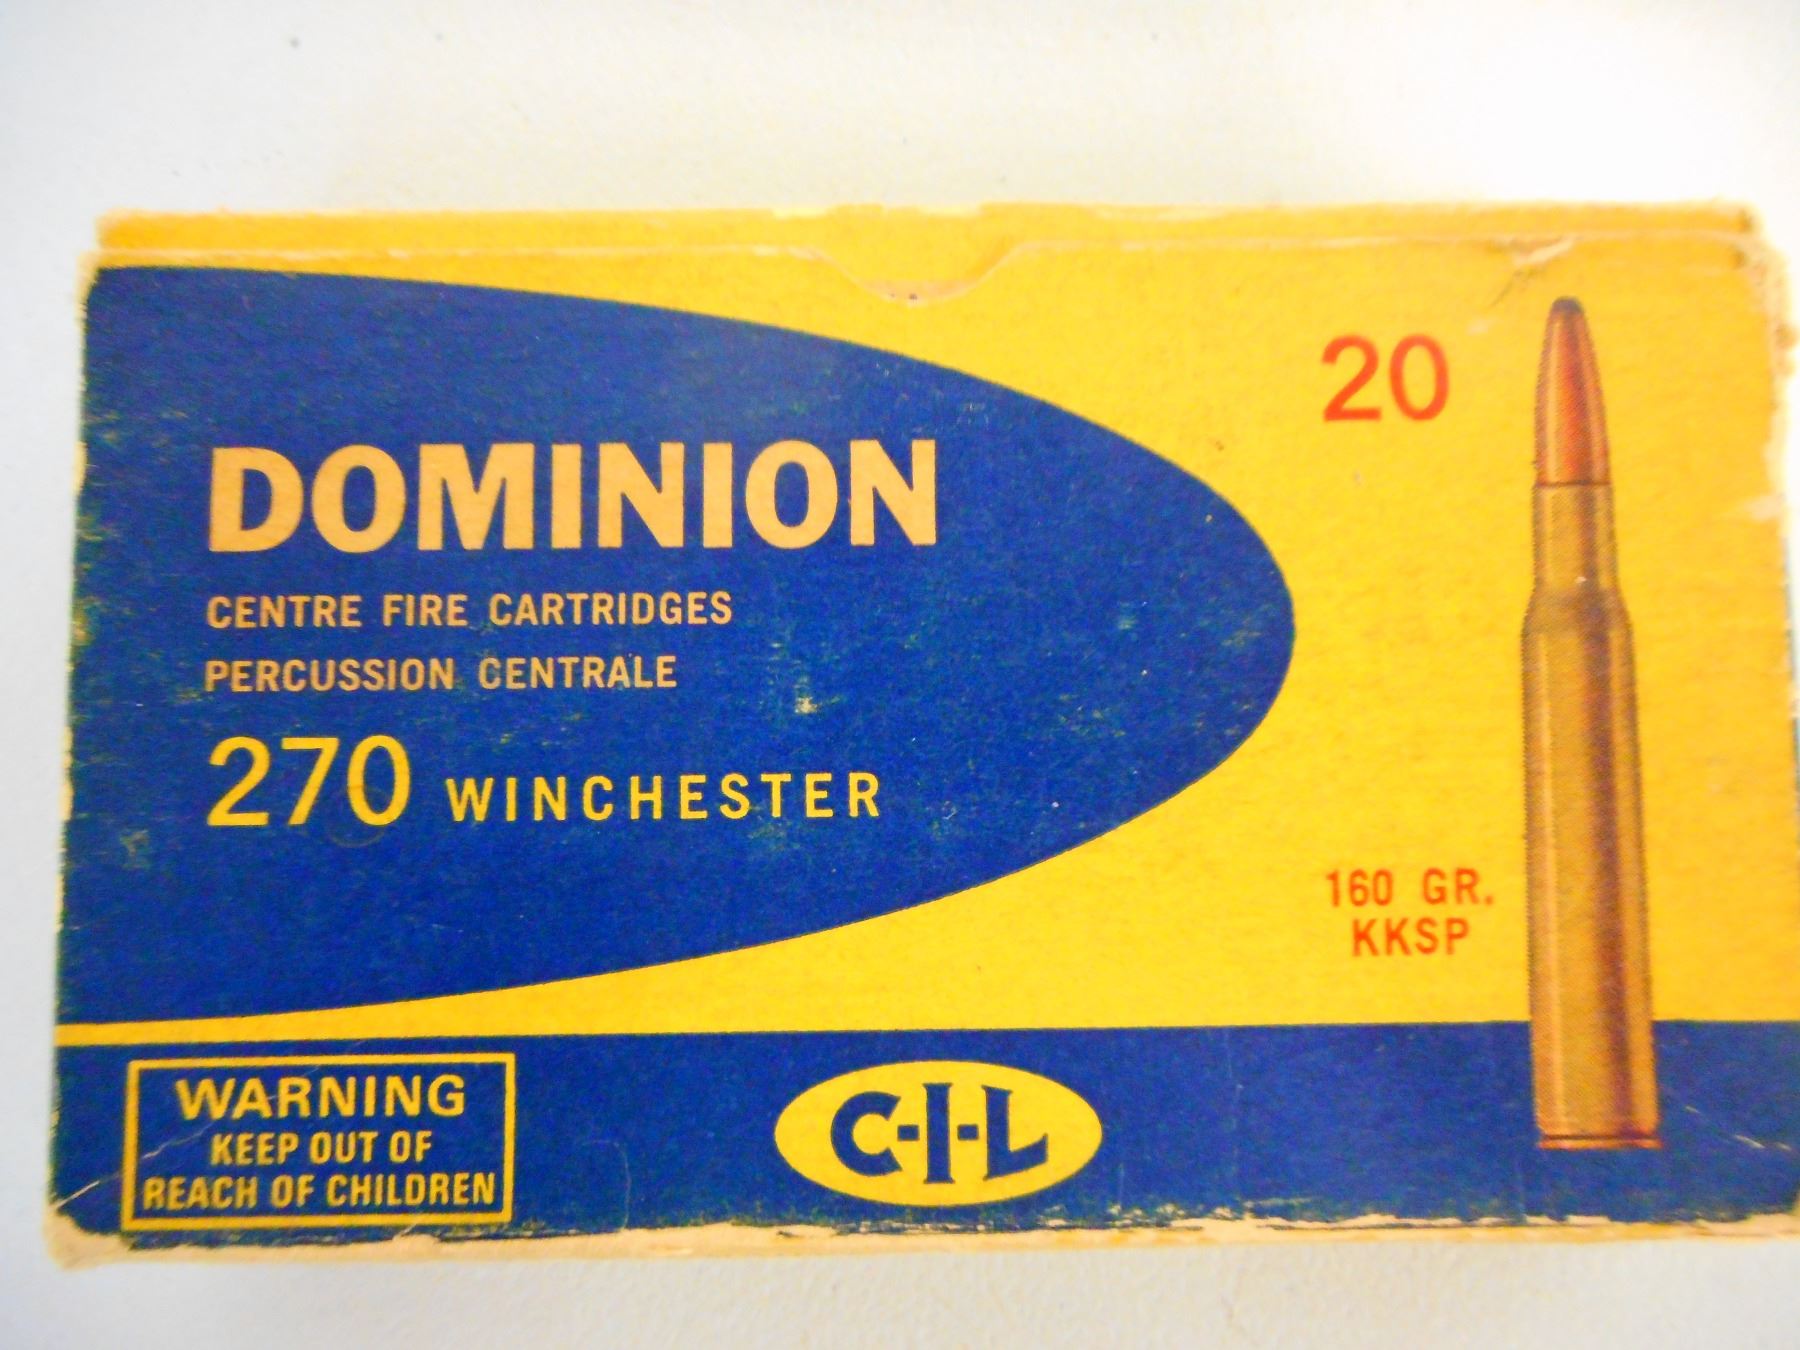 DOMINION
CENTRE FIRE CARTRIDGES
PERCUSSION CENTRALE
270 WINCHESTER
20
160 GR.
KKSP
WARNING
KEEP OUT OF
REACH OF CHILDREN
C-I-L